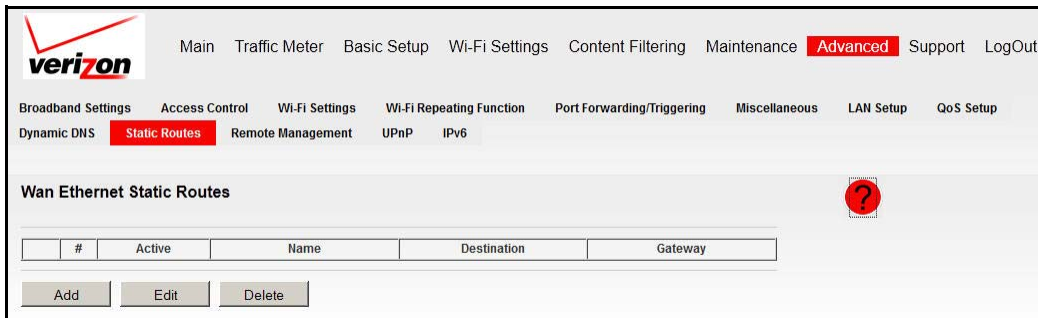 verizon
Main Traffic Meter Basic Setup Wi-Fi Settings Content Filtering Maintenance Advanced Support LogOut
Broadband Settings Access Control Wi-Fi Settings Wi-Fi Repeating Function Port Forwarding/Triggering Miscellaneous LAN Setup QoS Setup
Dynamic DNS Static Routes Remote Management UPnP IPv6
Wan Ethernet Static Routes ?
# Active Name Destination Gateway
Add Edit Delete